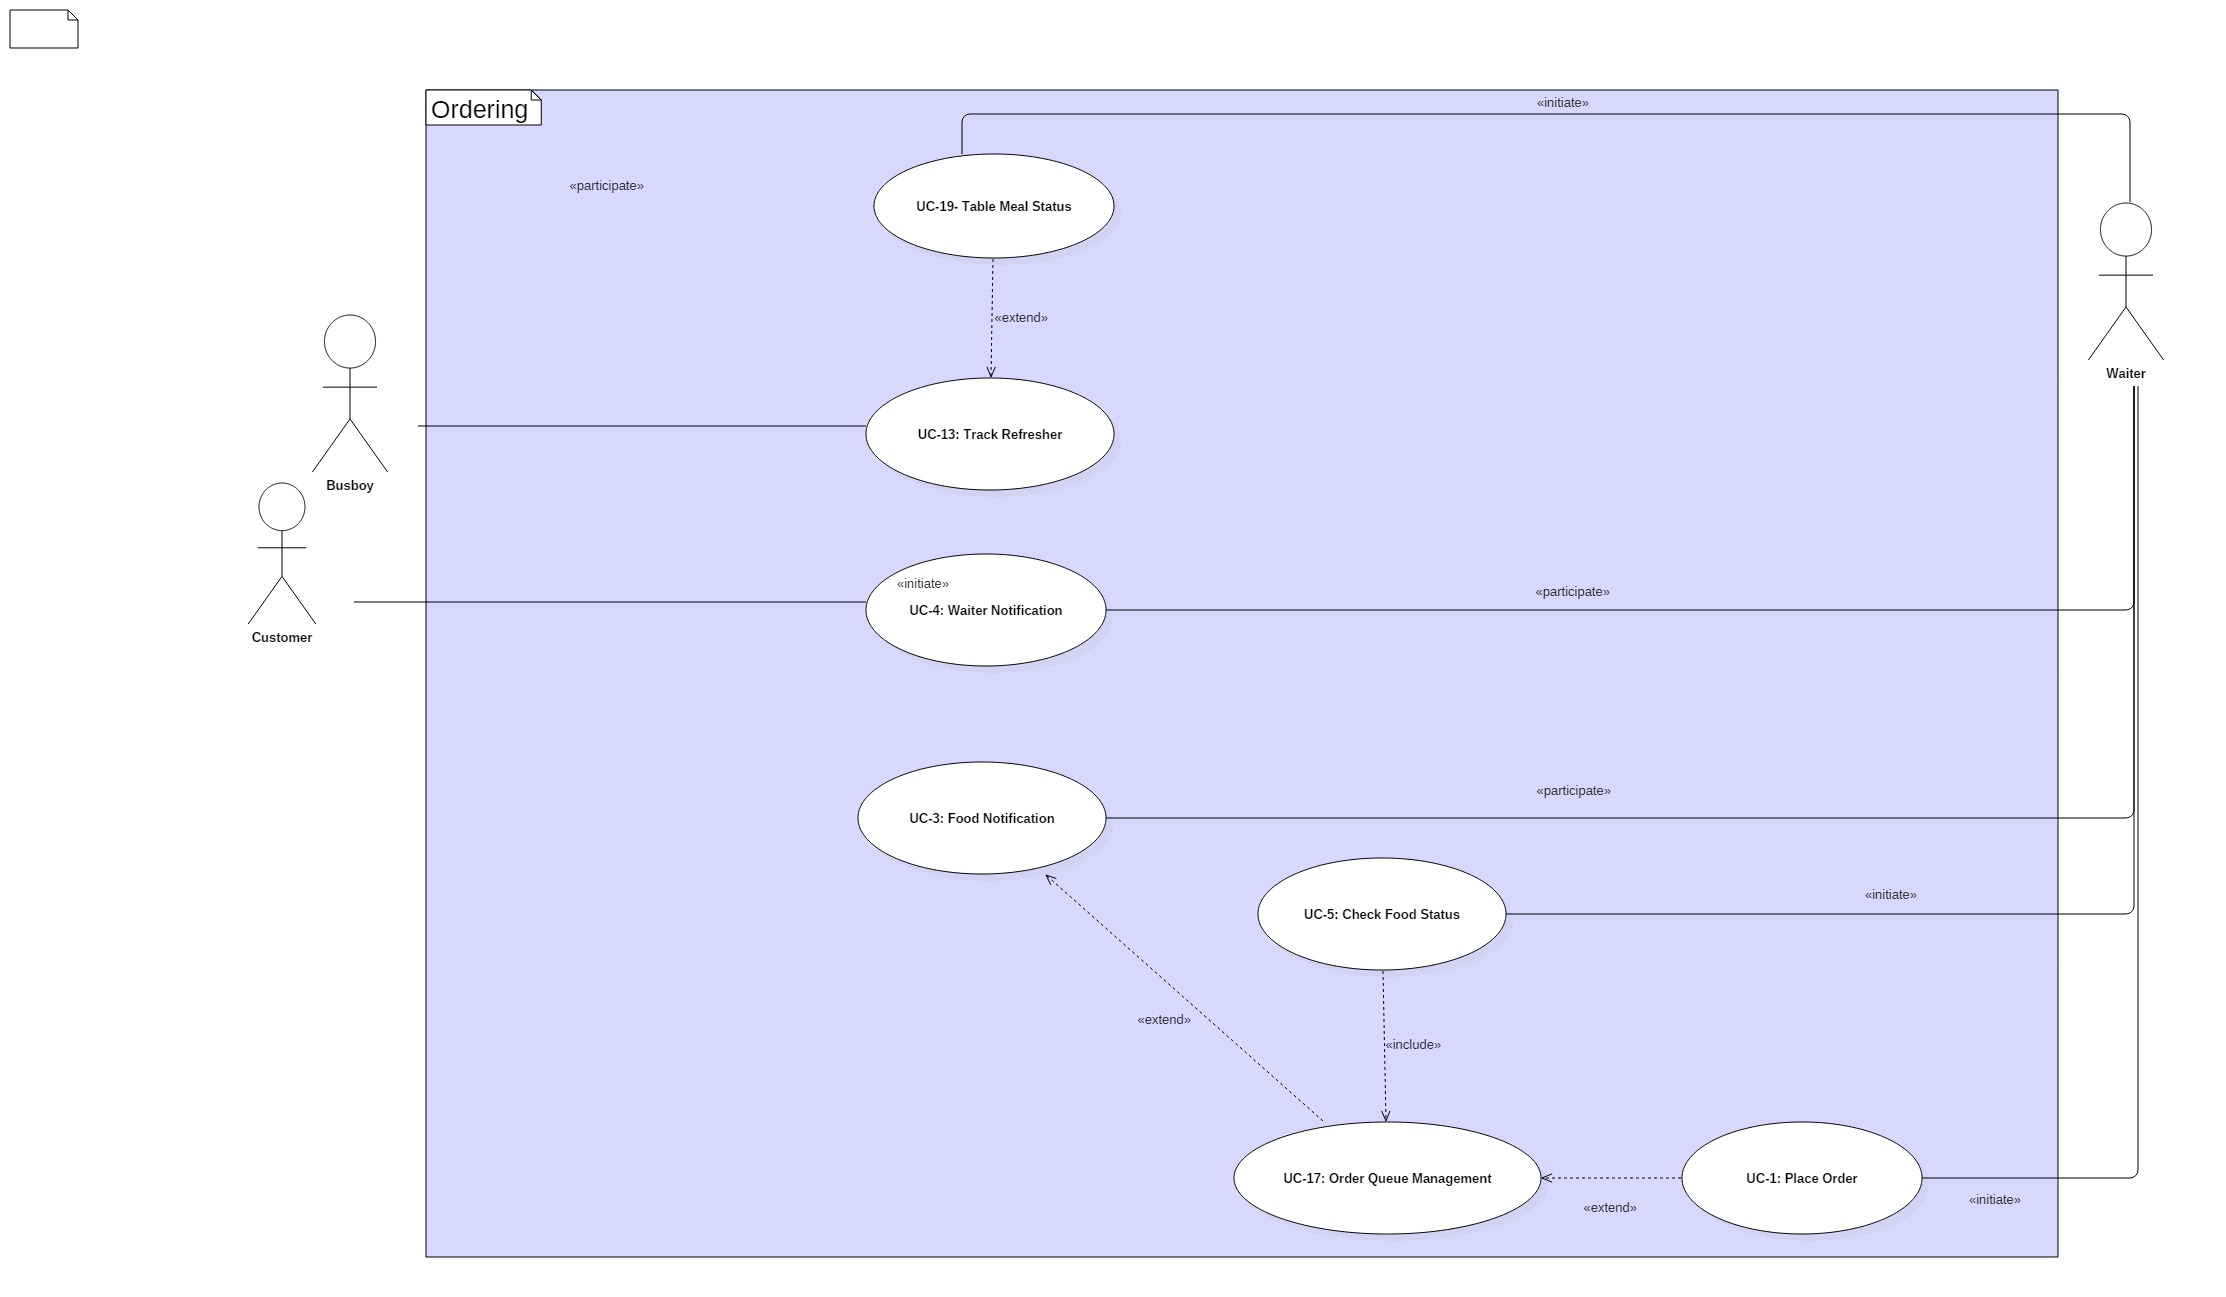 Ordering
«initiate»
«participate»
UC-19- Table Meal Status
«extend»
Waiter
UC-13: Track Refresher
Busboy
«initiate»
«participate»
UC-4: Waiter Notification
Customer
«participate»
UC-3: Food Notification
«initiate»
UC-5: Check Food Status
«extend»
«include»
UC-17: Order Queue Management
UC-1: Place Order
«initiate»
«extend»